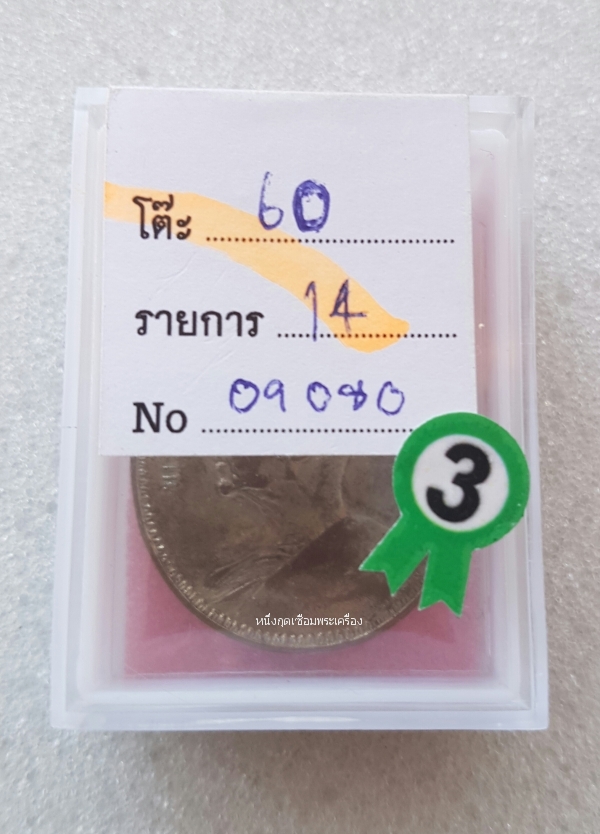 โต๊ะ 60
รายการ 14
No 09080
3
หนึ่งกุดเชือมพระเครื่อง